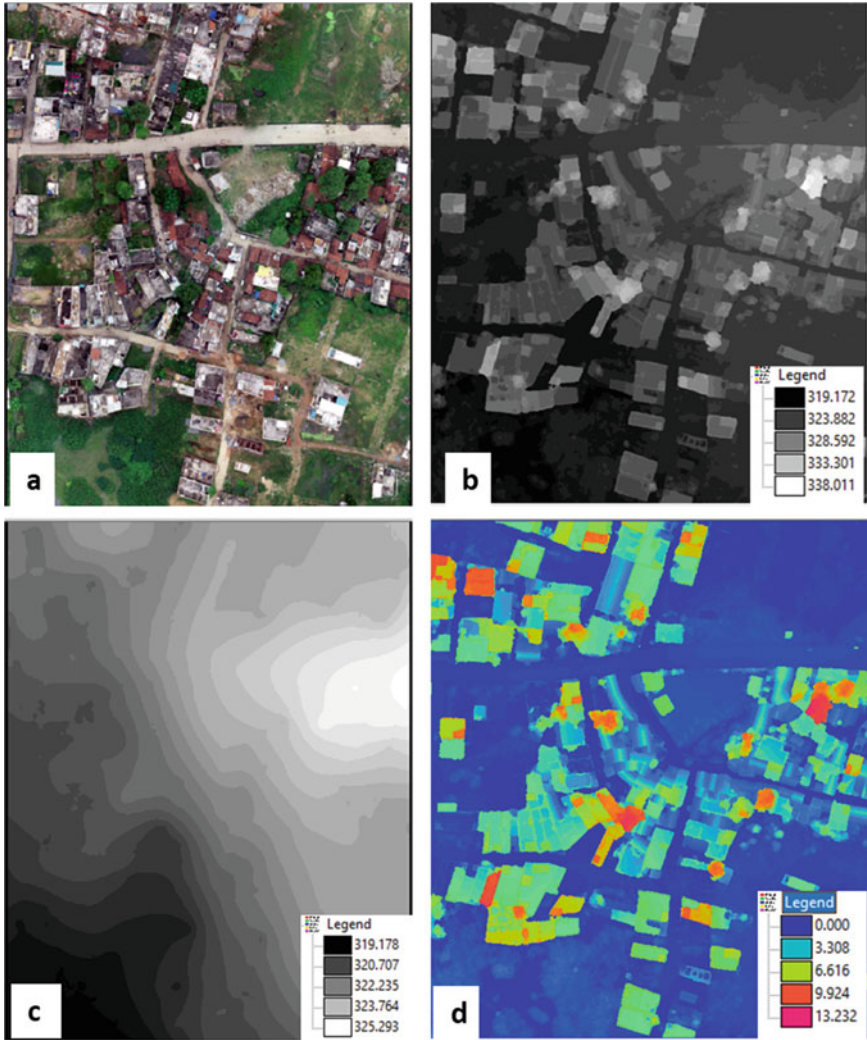 a
b
Legend
319.172
323.882
328.592
333.301
338.011
c
Legend
319.178
320.707
322.235
323.764
325.293
d
Legend
0.000
3.308
6.616
9.924
13.232